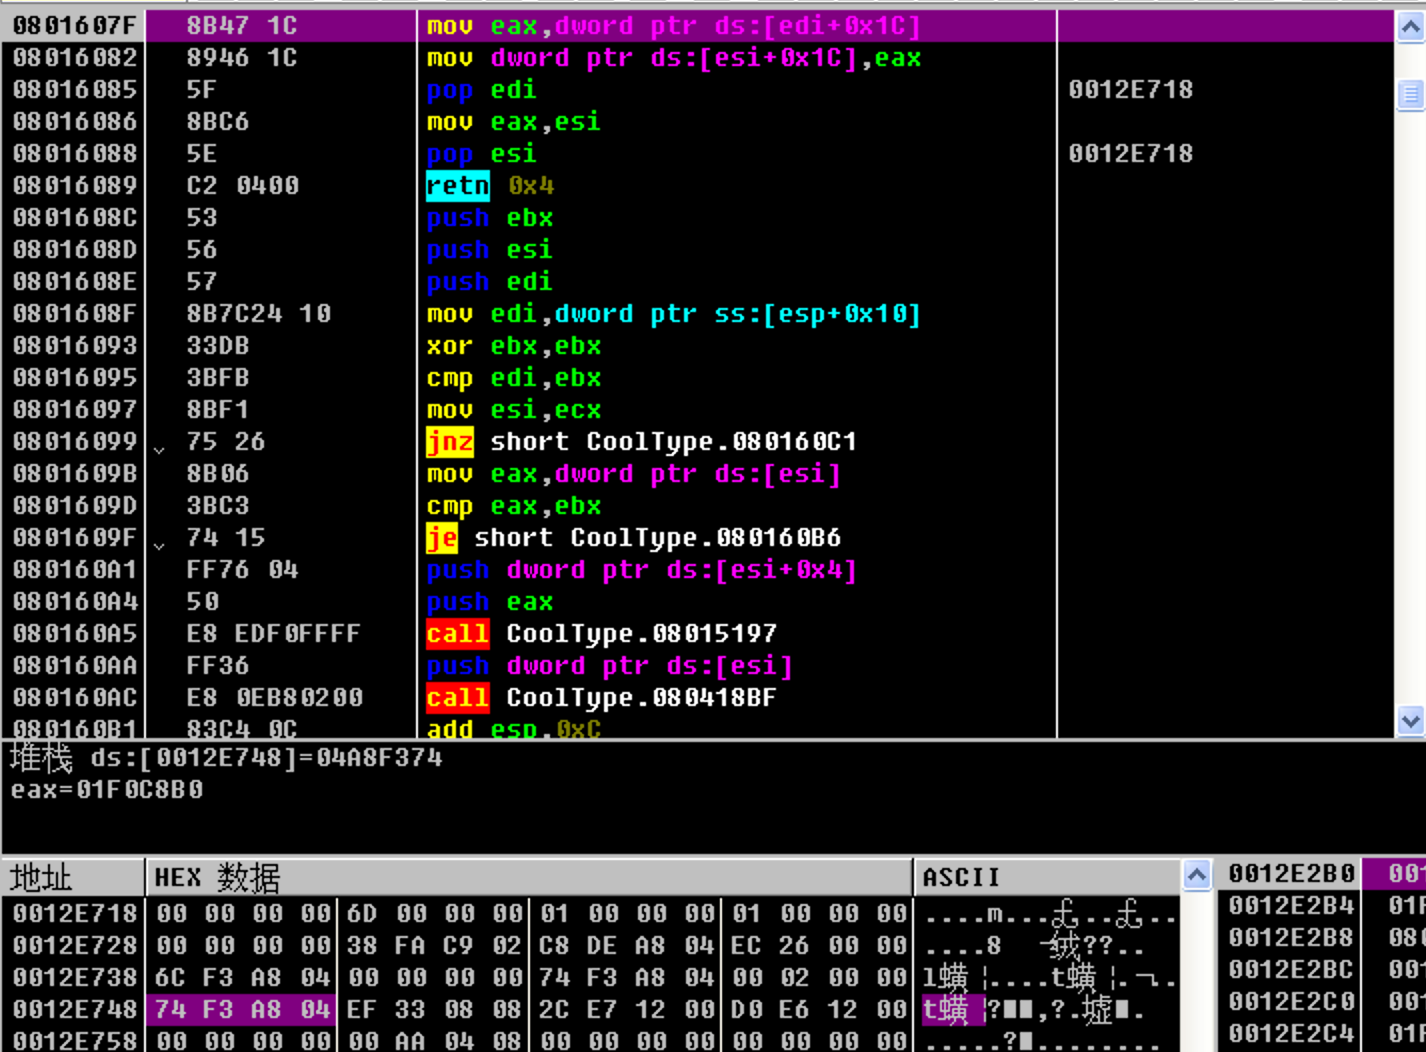 0801607F 8B47 1C mov eax,dword ptr ds:[edi+0x1C]
08016082 8946 1C mov dword ptr ds:[esi+0x1C],eax
08016085 5F pop edi 0012E718
08016086 8BC6 mov eax,esi
08016088 5E pop esi 0012E718
08016089 C2 0400 retn 0x4
0801608C 53 push ebx
0801608D 56 push esi
0801608E 57 push edi
0801608F 8B7C24 10 mov edi,dword ptr ss:[esp+0x10]
08016093 33DB xor ebx,ebx
08016095 3BFB cmp edi,ebx
08016097 8BF1 mov esi,ecx
08016099 75 26 jnz short CoolType.080160C1
0801609B 8B06 mov eax,dword ptr ds:[esi]
0801609D 3BC3 cmp eax,ebx
0801609F 74 15 je short CoolType.080160B6
080160A1 FF76 04 push dword ptr ds:[esi+0x4]
080160A4 50 push eax
080160A5 E8 EDF0FFFF call CoolType.08015197
080160AA FF36 push dword ptr ds:[esi]
080160AC E8 0EB80200 call CoolType.080418BF
080160B1 83C4 0C add esp,0xC
堆栈 ds:[0012E748]=04A8F374
eax=01F0C8B0
地址 HEX 数据 ASCII
0012E718 00 00 00 00 6D 00 00 00 01 00 00 00 01 00 00 00 ....m...
0012E728 00 00 00 00 38 FA C9 02 C8 DE A8 04 EC 26 00 00 ....8 绒??..
0012E738 6C F3 A8 04 00 00 00 00 74 F3 A8 04 00 02 00 00 l蟥¦....t蟥¦.¬..
0012E748 74 F3 A8 04 EF 33 08 08 2C E7 12 00 D0 E6 12 00 t蟥¦?■■,?.墟■.
0012E758 00 00 00 00 00 AA 04 08 00 00 00 00 00 00 00 00 .....?■........
0012E2B0 001
0012E2B4 01F
0012E2B8 080
0012E2BC 001
0012E2C0 001
0012E2C4 01F